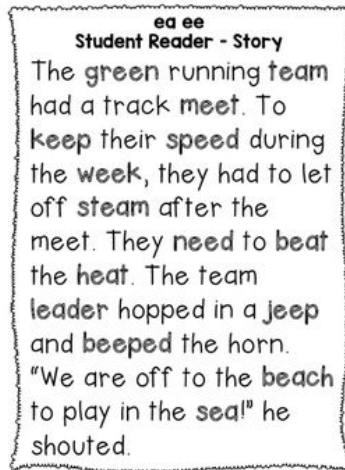 ea ee
Student Reader - Story
The green running team
had a track meet. To
keep their speed during
the week, they had to let
off steam after the
meet. They need to beat
the heat. The team
leader hopped in a jeep
and beeped the horn.
"We are off to the beach
to play in the sea!" he
shouted.